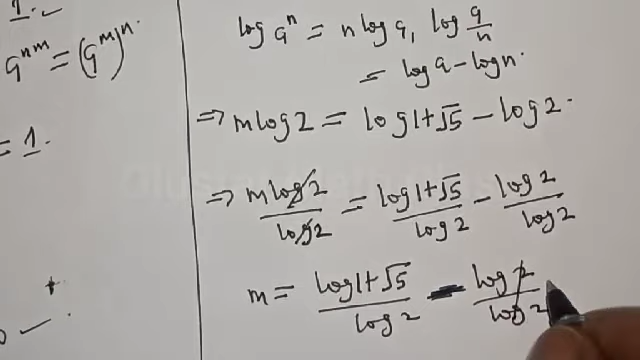 1.
a^{nm} = (a^m)^n.
= 1.
log a^n = n log a, log a/n
= log a - log n.
=> m log 2 = log 1+√5 - log 2.
=> m log 2 / log 2 = log 1+√5 / log 2 - log 2 / log 2
m = log 1+√5 / log 2 - log 2 / log 2